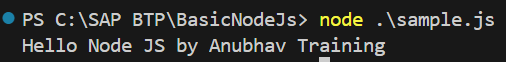 PS C:\SAP BTP\BasicNodeJs> node .\sample.js
Hello Node JS by Anubhav Training